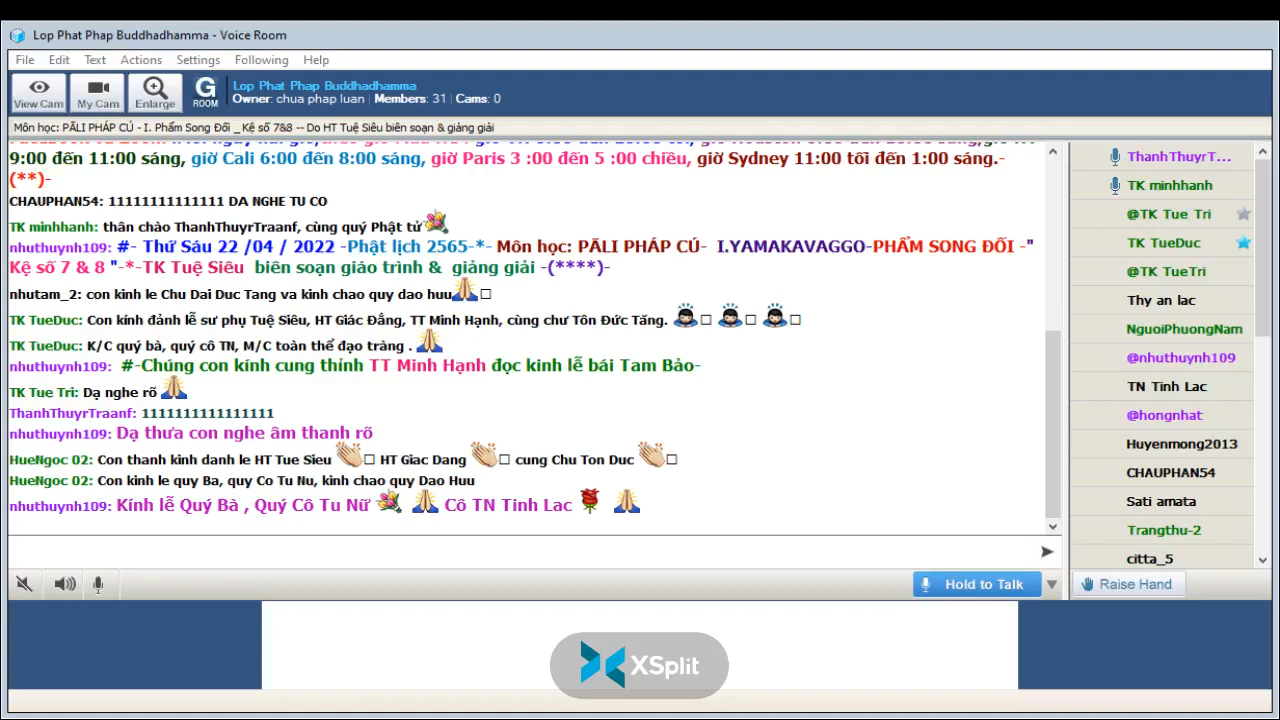 Lop Phat Phap Buddhadhamma - Voice Room
File Edit Text Actions Settings Following Help
View Cam My Cam Enlarge G ROOM
Lop Phat Phap Buddhadhamma
Owner: chua phap luan | Members: 31 | Cams: 0
Môn học: PĀLI PHÁP CÚ - I. Phẩm Song Đối _ Kệ số 7&8 -- Do HT Tuệ Siêu biên soạn & giảng giải
9:00 đến 11:00 sáng, giờ Cali 6:00 đến 8:00 sáng, giờ Paris 3 :00 đến 5 :00 chiều, giờ Sydney 11:00 tối đến 1:00 sáng.-
(**)-
CHAUPHAN54: 11111111111111 DA NGHE TU CO
TK minhhanh: thân chào ThanhThuyrTraanf, cùng quý Phật tử
nhuthuynh109: #- Thứ Sáu 22 /04 / 2022 -Phật lịch 2565-*- Môn học: PĀLI PHÁP CÚ- I.YAMAKAVAGGO-PHẨM SONG ĐỐI -"
Kệ số 7 & 8 "-*-TK Tuệ Siêu biên soạn giáo trình & giảng giải -(****)-
nhutam_2: con kinh le Chu Dai Duc Tang va kinh chao quy dao huu
TK TueDuc: Con kính đảnh lễ sư phụ Tuệ Siêu, HT Giác Đẳng, TT Minh Hạnh, cùng chư Tôn Đức Tăng.
TK TueDuc: K/C quý bà, quý cô TN, M/C toàn thể đạo tràng .
nhuthuynh109: #-Chúng con kính cung thỉnh TT Minh Hạnh đọc kinh lễ bái Tam Bảo-
TK Tue Tri: Dạ nghe rõ
ThanhThuyrTraanf: 1111111111111111
nhuthuynh109: Dạ thưa con nghe âm thanh rõ
HueNgoc 02: Con thanh kinh danh le HT Tue Sieu HT Giac Dang cung Chu Ton Duc
HueNgoc 02: Con kinh le quy Ba, quy Co Tu Nu, kinh chao quy Dao Huu
nhuthuynh109: Kính lễ Quý Bà , Quý Cô Tu Nữ Cô TN Tinh Lac
ThanhThuyrT...
TK minhhanh
@TK Tue Tri
TK TueDuc
@TK TueTri
Thy an lac
NguoiPhuongNam
@nhuthuynh109
TN Tinh Lac
@hongnhat
Huyenmong2013
CHAUPHAN54
Sati amata
Trangthu-2
citta_5
Hold to Talk
Raise Hand
XSplit